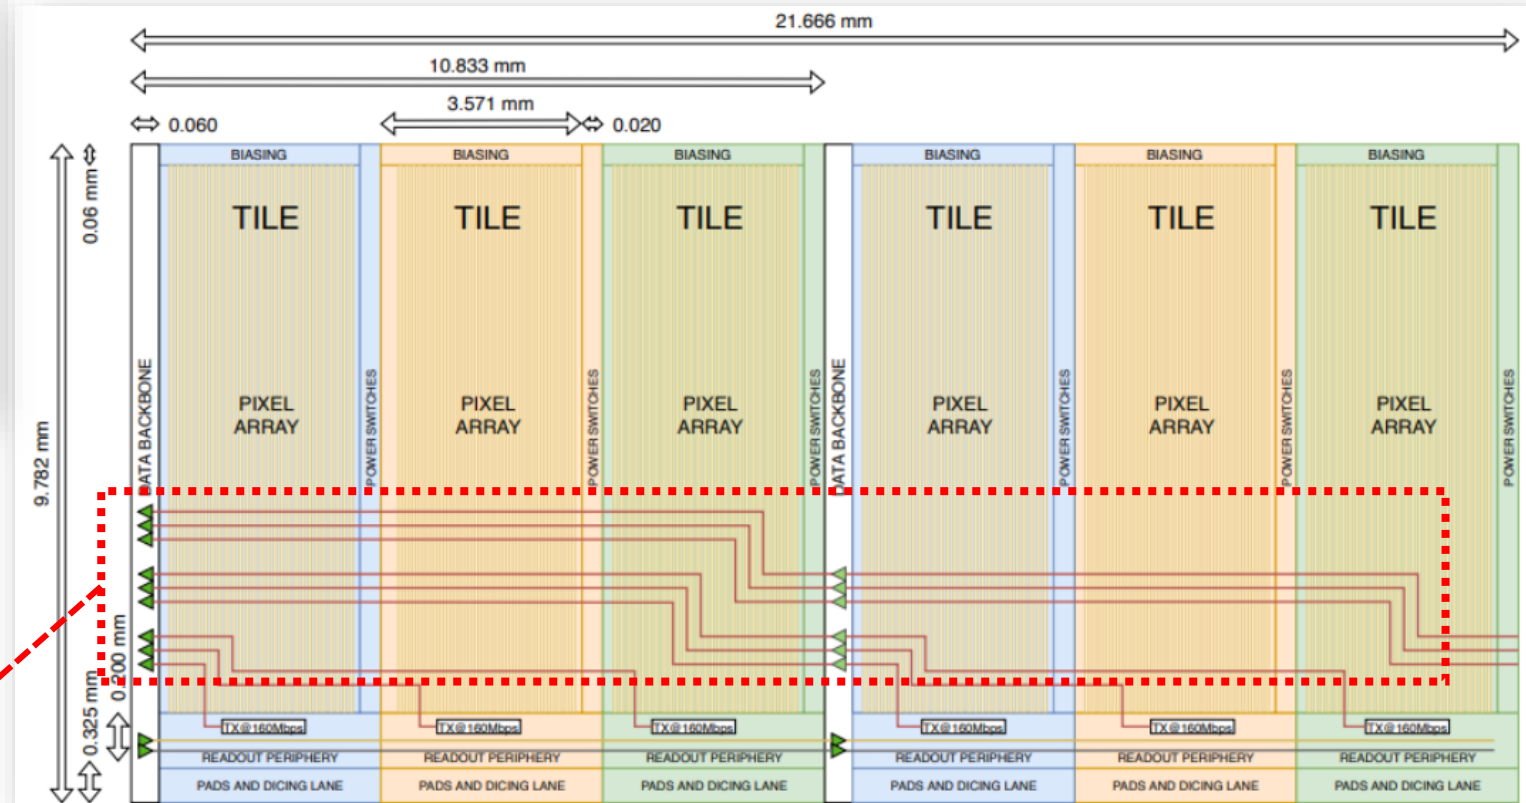 21.666 mm
10.833 mm
3.571 mm
0.060
0.020
BIASING
BIASING
BIASING
BIASING
BIASING
BIASING
0.06 mm
TILE
TILE
TILE
TILE
TILE
TILE
DATA BACKBONE
PIXEL
ARRAY
POWER SWITCHES
PIXEL
ARRAY
POWER SWITCHES
PIXEL
ARRAY
POWER SWITCHES
DATA BACKBONE
PIXEL
ARRAY
POWER SWITCHES
PIXEL
ARRAY
POWER SWITCHES
PIXEL
ARRAY
POWER SWITCHES
9.782 mm
0.200 mm
0.325 mm
TX@160Mbps
TX@160Mbps
TX@160Mbps
TX@160Mbps
TX@160Mbps
TX@160Mbps
READOUT PERIPHERY
READOUT PERIPHERY
READOUT PERIPHERY
READOUT PERIPHERY
READOUT PERIPHERY
READOUT PERIPHERY
PADS AND DICING LANE
PADS AND DICING LANE
PADS AND DICING LANE
PADS AND DICING LANE
PADS AND DICING LANE
PADS AND DICING LANE